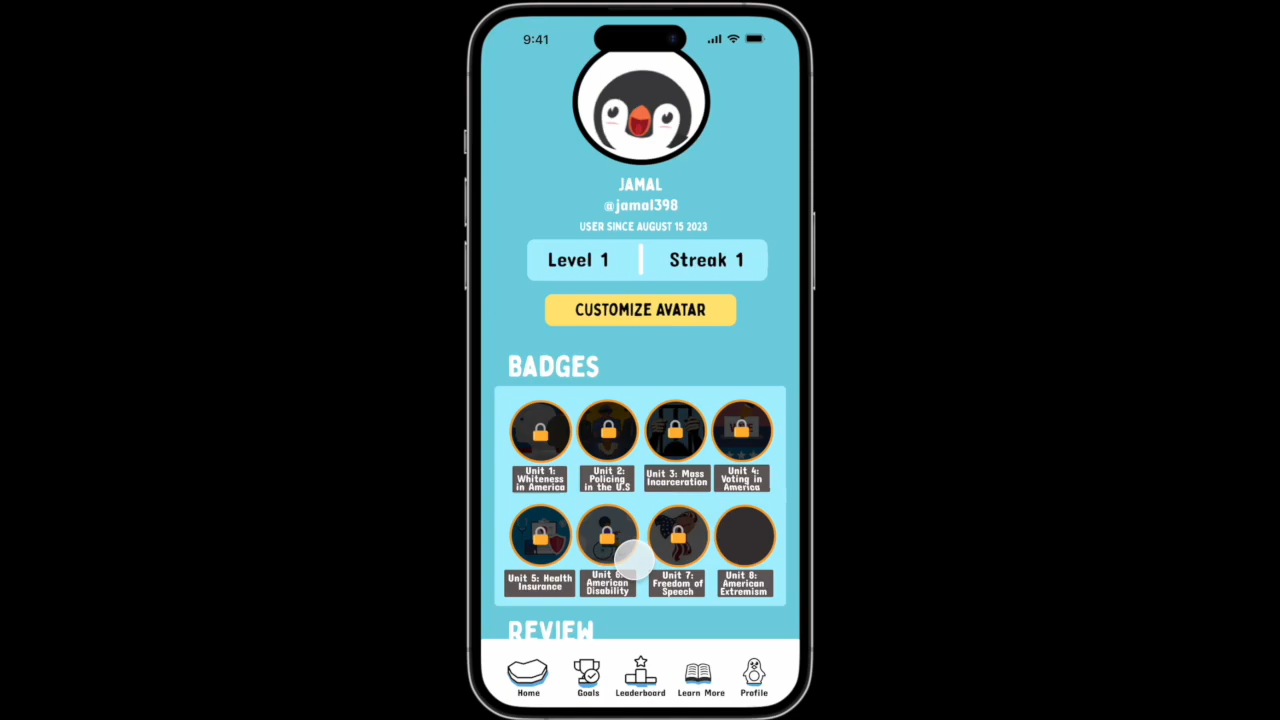 9:41
JAMAL
@jamal398
USER SINCE AUGUST 15 2023
Level 1
Streak 1
CUSTOMIZE AVATAR
BADGES
Unit 1:
Whiteness
in America
Unit 2:
Policing
in the U.S
Unit 3: Mass
Incarceration
Unit 4:
Voting in
America
Unit 5: Health
Insurance
Unit 6:
American
Disability
Unit 7:
Freedom of
Speech
Unit 8:
American
Extremism
REVIEW
Home
Goals
Leaderboard
Learn More
Profile